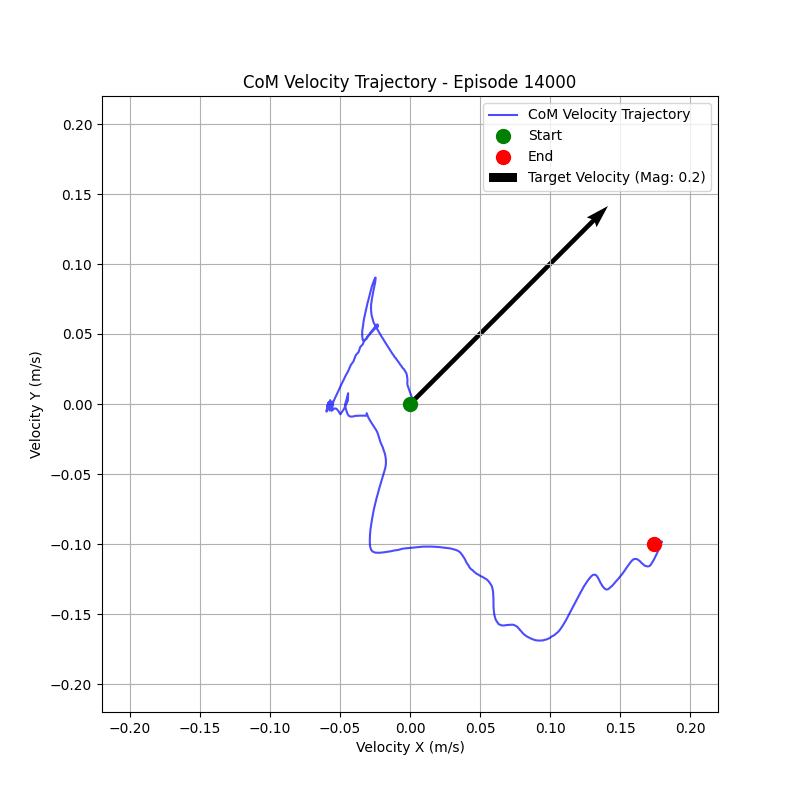 CoM Velocity Trajectory - Episode 14000
CoM Velocity Trajectory
Start
End
Target Velocity (Mag: 0.2)
0.20
0.15
0.10
0.05
0.00
−0.05
−0.10
−0.15
−0.20
Velocity Y (m/s)
−0.20 −0.15 −0.10 −0.05 0.00 0.05 0.10 0.15 0.20
Velocity X (m/s)